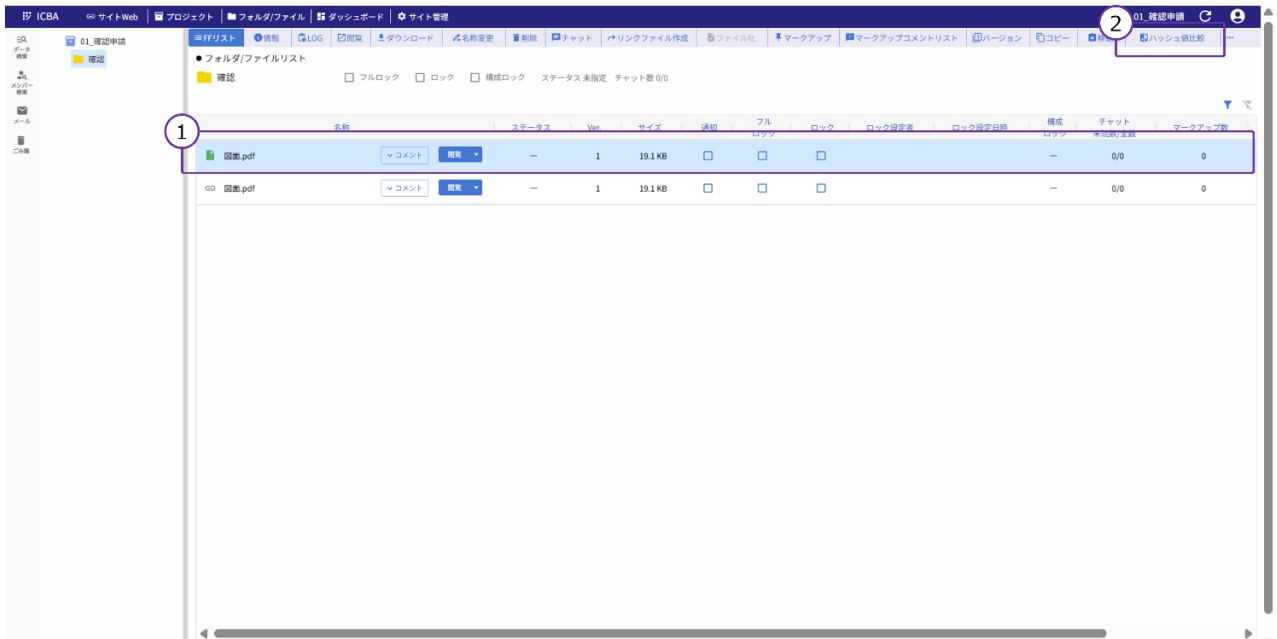 ICBA サイトWeb プロジェクト フォルダ/ファイル ダッシュボード サイト管理 01_確認申請
2
データ
検索
メンバー
検索
メール
ごみ箱
01_確認申請
確認
FFリスト 情報 LOG 閲覧 ダウンロード 名称変更 削除 チャット リンクファイル作成 ファイル化 マークアップ マークアップコメントリスト バージョン コピー ハッシュ値比較 …
●フォルダ/ファイルリスト
確認 フルロック ロック 構成ロック ステータス 未指定 チャット数 0/0
1
名称 ステータス Ver. サイズ 通知 フル
ロック ロック ロック設定者 ロック設定日時 構成
ロック チャット
未読数/全数 マークアップ数
図面.pdf コメント 閲覧 ー 1 19.1 KB ー 0/0 0
図面.pdf コメント 閲覧 ー 1 19.1 KB ー 0/0 0